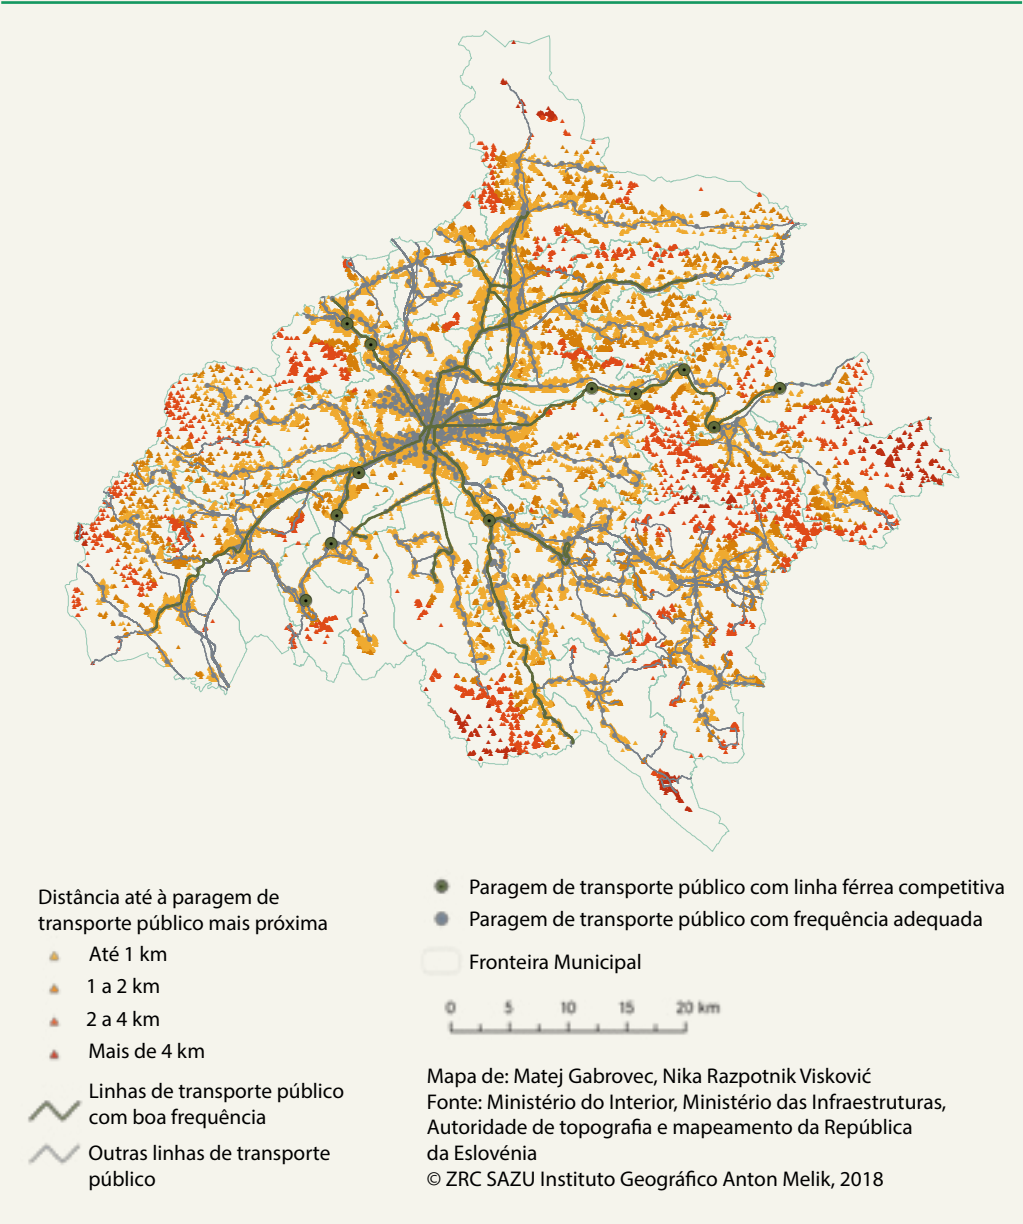 Distância até à paragem de
transporte público mais próxima
Até 1 km
1 a 2 km
2 a 4 km
Mais de 4 km
Linhas de transporte público
com boa frequência
Outras linhas de transporte
público
Paragem de transporte público com linha férrea competitiva
Paragem de transporte público com frequência adequada
Fronteira Municipal
0 5 10 15 20 km
Mapa de: Matej Gabrovec, Nika Razpotnik Visković
Fonte: Ministério do Interior, Ministério das Infraestruturas,
Autoridade de topografia e mapeamento da República
da Eslovénia
© ZRC SAZU Instituto Geográfico Anton Melik, 2018